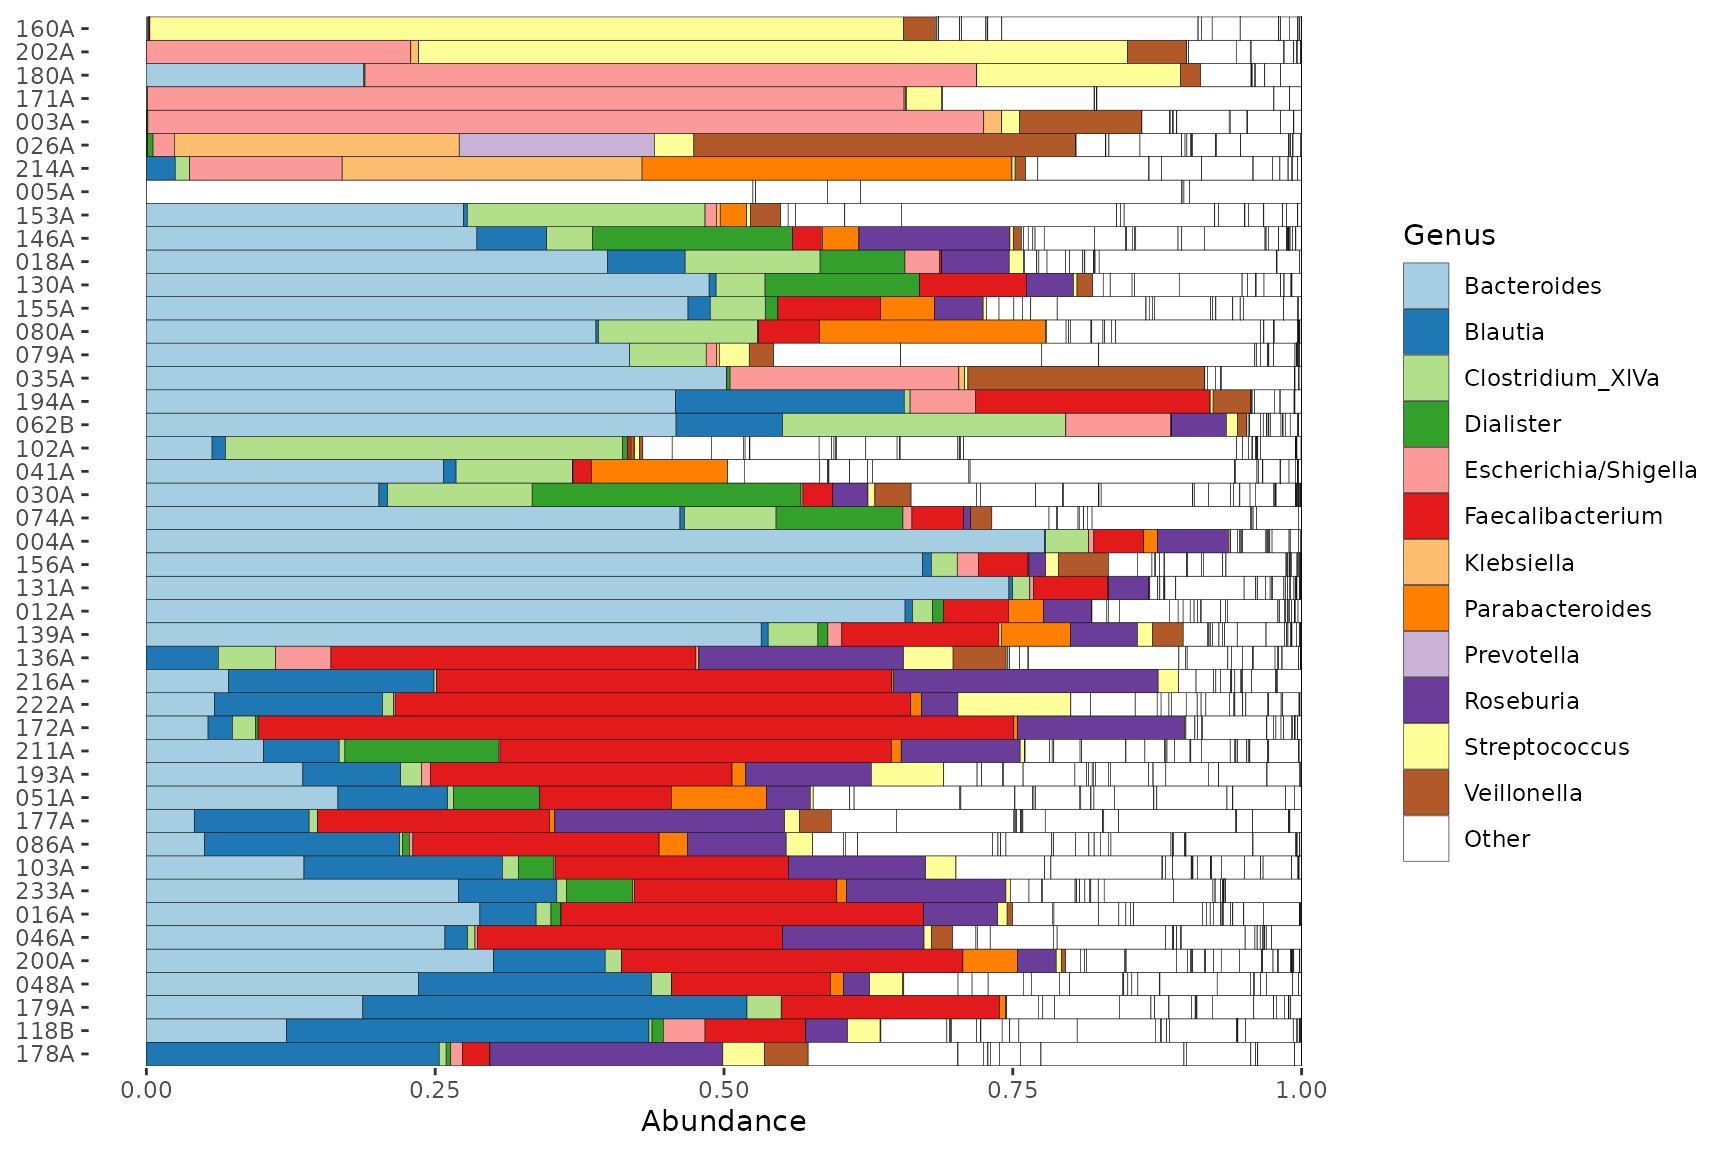 160A
202A
180A
171A
003A
026A
214A
005A
153A
146A
018A
130A
155A
080A
079A
035A
194A
062B
102A
041A
030A
074A
004A
156A
131A
012A
139A
136A
216A
222A
172A
211A
193A
051A
177A
086A
103A
233A
016A
046A
200A
048A
179A
118B
178A
0.00 0.25 0.50 0.75 1.00
Abundance
Genus
Bacteroides
Blautia
Clostridium_XlVa
Dialister
Escherichia/Shigella
Faecalibacterium
Klebsiella
Parabacteroides
Prevotella
Roseburia
Streptococcus
Veillonella
Other